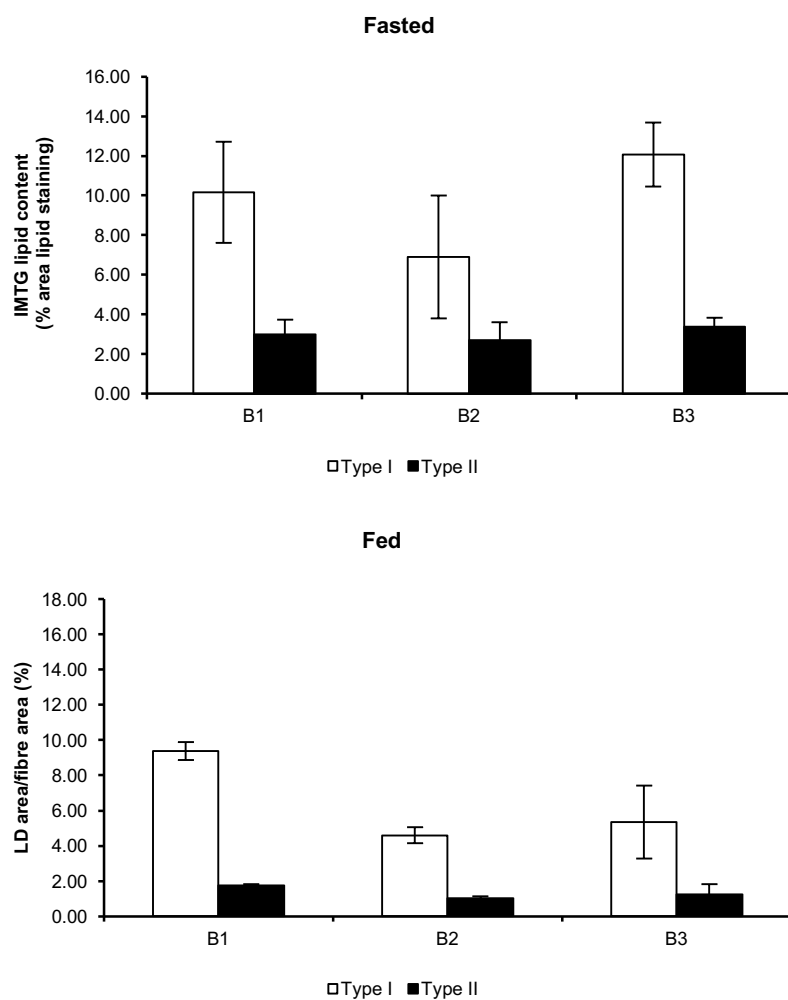 Fasted
16.00
14.00
12.00
10.00
8.00
6.00
4.00
2.00
0.00
IMTG lipid content
(% area lipid staining)
B1 B2 B3
Type I Type II
Fed
18.00
16.00
14.00
12.00
10.00
8.00
6.00
4.00
2.00
0.00
LD area/fibre area (%)
B1 B2 B3
Type I Type II